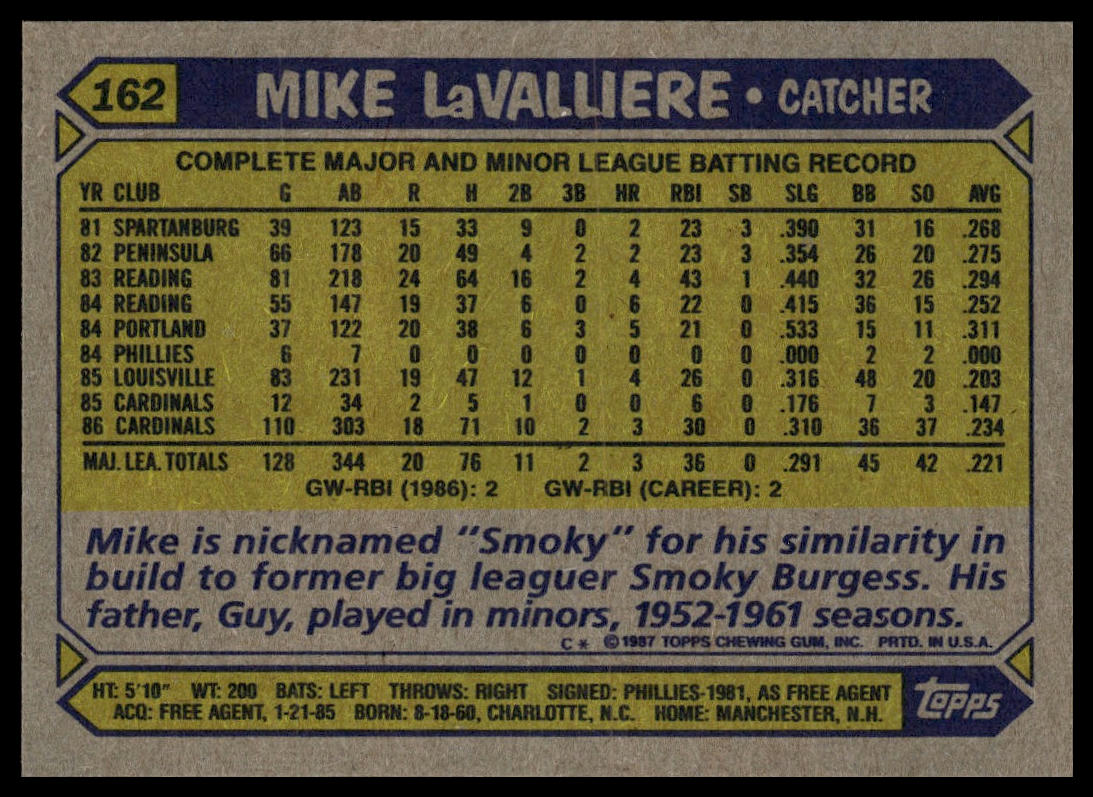 162 MIKE LaVALLIERE • CATCHER
COMPLETE MAJOR AND MINOR LEAGUE BATTING RECORD
YR CLUB G AB R H 2B 3B HR RBI SB SLG BB SO AVG
81 SPARTANBURG 39 123 15 33 9 0 2 23 3 .390 31 16 .268
82 PENINSULA 66 178 20 49 4 2 2 23 3 .354 26 20 .275
83 READING 81 218 24 64 16 2 4 43 1 .440 32 26 .294
84 READING 55 147 19 37 6 0 6 22 0 .415 36 15 .252
84 PORTLAND 37 122 20 38 6 3 5 21 0 .533 15 11 .311
84 PHILLIES 6 7 0 0 0 0 0 0 0 .000 2 2 .000
85 LOUISVILLE 83 231 19 47 12 1 4 26 0 .316 48 20 .203
85 CARDINALS 12 34 2 5 1 0 0 6 0 .176 7 3 .147
86 CARDINALS 110 303 18 71 10 2 3 30 0 .310 36 37 .234
MAJ. LEA. TOTALS 128 344 20 76 11 2 3 36 0 .291 45 42 .221
GW-RBI (1986): 2 GW-RBI (CAREER): 2
Mike is nicknamed "Smoky" for his similarity in
build to former big leaguer Smoky Burgess. His
father, Guy, played in minors, 1952-1961 seasons.
C * © 1987 TOPPS CHEWING GUM, INC. PRTD. IN U.S.A.
HT: 5'10" WT: 200 BATS: LEFT THROWS: RIGHT SIGNED: PHILLIES-1981, AS FREE AGENT
ACQ: FREE AGENT, 1-21-85 BORN: 8-18-60, CHARLOTTE, N.C. HOME: MANCHESTER, N.H.
Topps